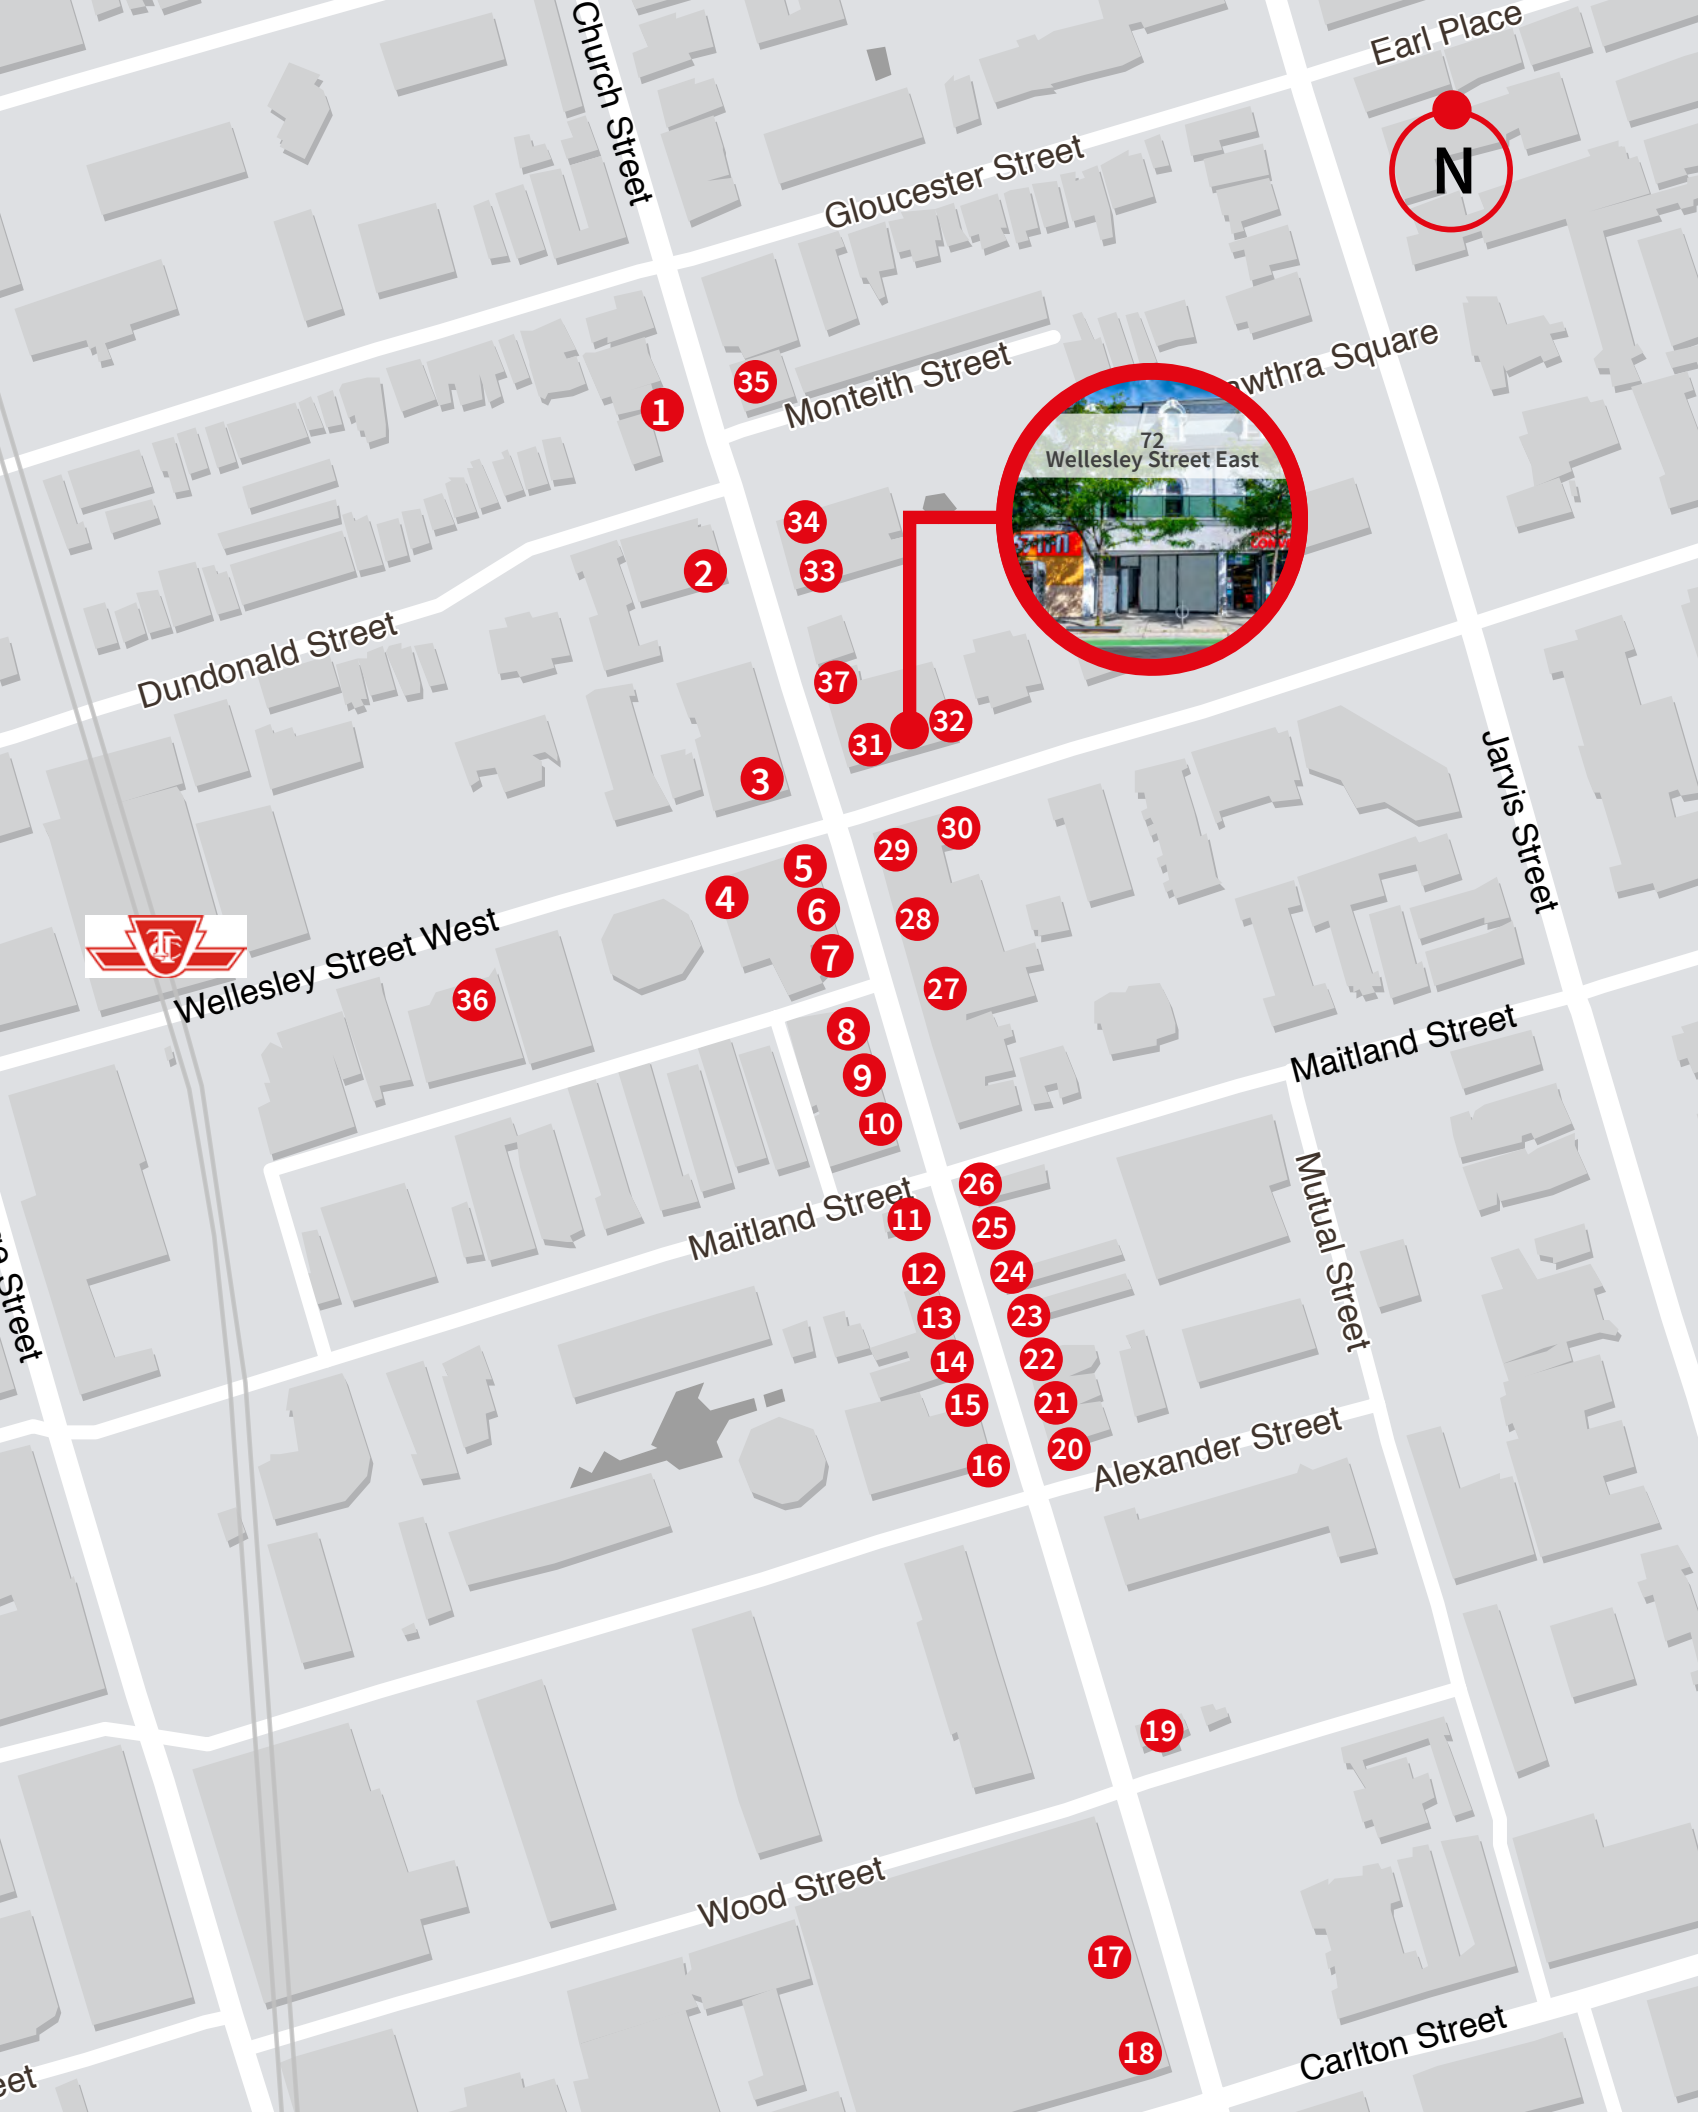 Church Street
Earl Place
N
Gloucester Street
35
1
Monteith Street
awthra Square
72
Wellesley Street East
34
33
2
Dundonald Street
37
32
31
3
Jarvis Street
30
29
5
4
6
28
7
Wellesley Street West
36
27
8
9
10
Maitland Street
Mutual Street
26
Maitland Street
11
25
12
24
13
23
14
22
15
21
16
20
Street
Alexander Street
19
Wood Street
17
18
Carlton Street
eet